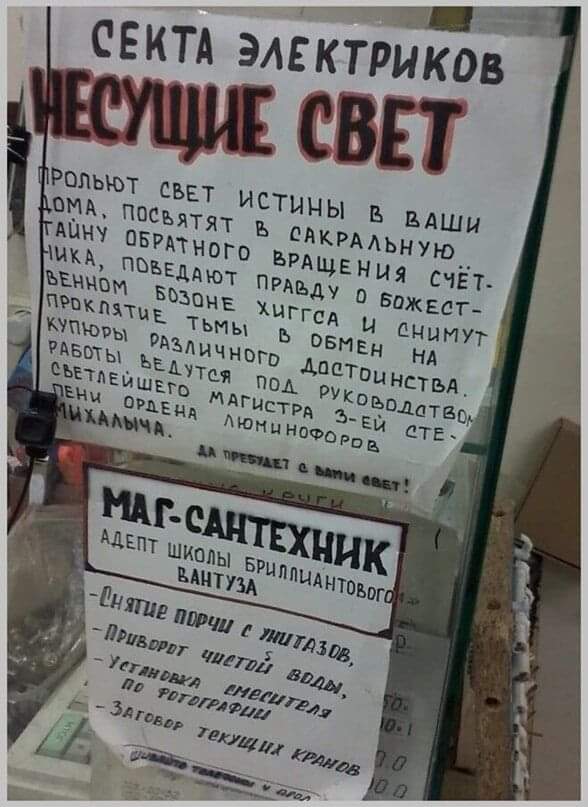 СЕКТА ЭЛЕКТРИКОВ
НЕСУЩИЕ СВЕТ
ПРОЛЬЮТ СВЕТ ИСТИНЫ В ВАШИ
ДОМА, ПОСВЯТЯТ В САКРАЛЬНУЮ
ТАЙНУ ОБРАТНОГО ВРАЩЕНИЯ СЧЁТ-
ЧИКА, ПОВЕДАЮТ ПРАВДУ О БОЖЕСТ-
ВЕННОМ БОЗОНЕ ХИГГСА И СНИМУТ
ПРОКЛЯТИЕ ТЬМЫ В ОБМЕН НА
КУПЮРЫ РАЗЛИЧНОГО ДОСТОИНСТВА.
РАБОТЫ ВЕДУТСЯ ПОД РУКОВОДСТВОМ
СВЕТЛЕЙШЕГО МАГИСТРА 3-ЕЙ СТЕ-
ПЕНИ ОРДЕНА ЛЮМИНОФОРОВ
МИХАЛЫЧА.
ДА ПРЕБУДЕТ С ВАМИ СВЕТ!
КРУГИ
МАГ-САНТЕХНИК
АДЕПТ ШКОЛЫ БРИЛЛИАНТОВОГО
ВАНТУЗА
-СНЯТИЕ ПОРЧИ С УНИТАЗОВ,
-ПРИВОРОТ ЧИСТОЙ ВОДЫ,
-УСТАНОВКА СМЕСИТЕЛЯ
ПО ФОТОГРАФИИ
-ЗАГОВОР ТЕКУЩИХ КРАНОВ